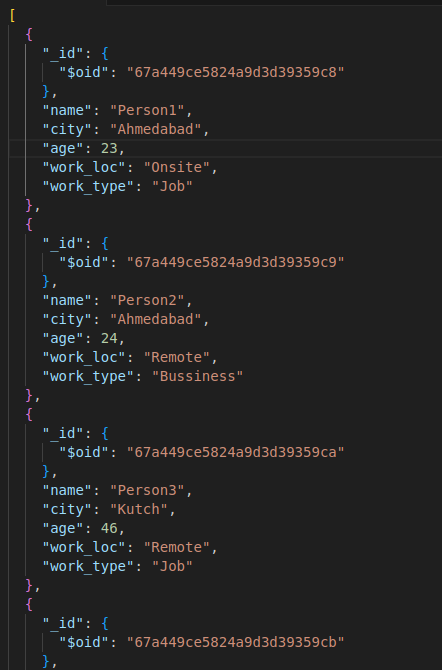 [
  {
    "_id": {
      "$oid": "67a449ce5824a9d3d39359c8"
    },
    "name": "Person1",
    "city": "Ahmedabad",
    "age": 23,
    "work_loc": "Onsite",
    "work_type": "Job"
  },
  {
    "_id": {
      "$oid": "67a449ce5824a9d3d39359c9"
    },
    "name": "Person2",
    "city": "Ahmedabad",
    "age": 24,
    "work_loc": "Remote",
    "work_type": "Bussiness"
  },
  {
    "_id": {
      "$oid": "67a449ce5824a9d3d39359ca"
    },
    "name": "Person3",
    "city": "Kutch",
    "age": 46,
    "work_loc": "Remote",
    "work_type": "Job"
  },
  {
    "_id": {
      "$oid": "67a449ce5824a9d3d39359cb"
    },